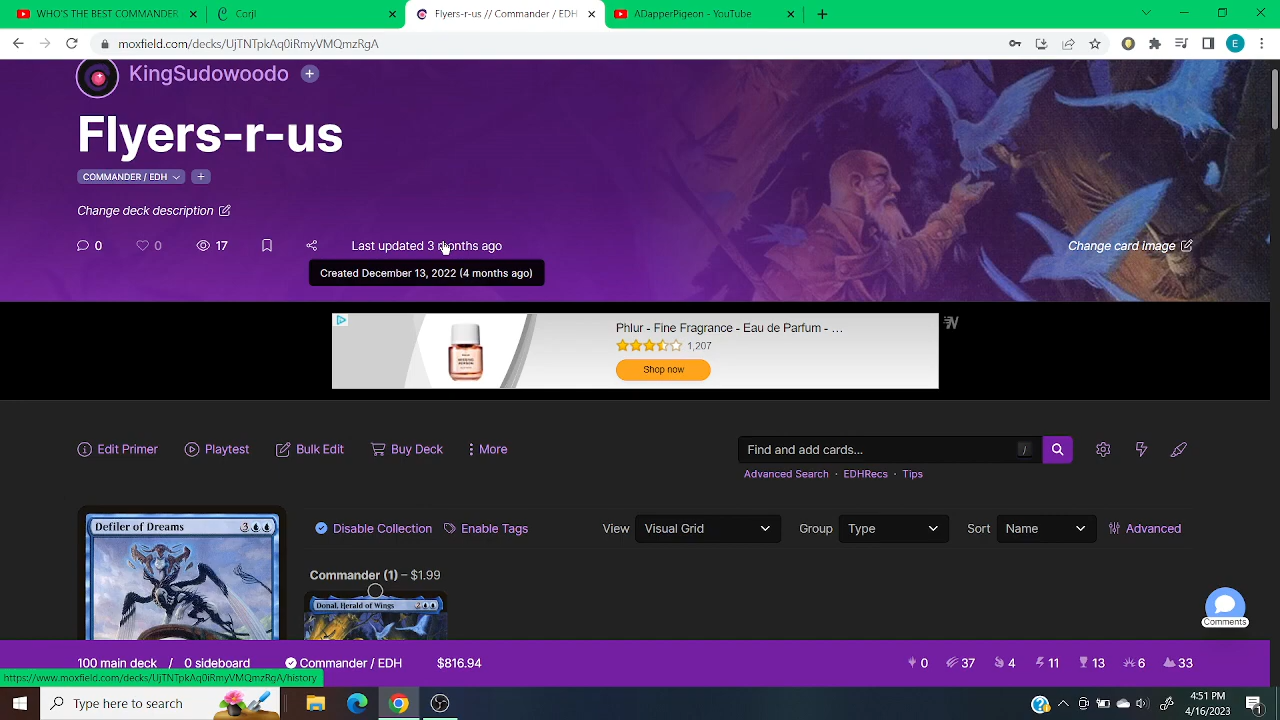 WHO'S THE BEST COMMANDER
Corjl
Flyers-r-us // Commander / EDH
ADapperPigeon - YouTube
moxfield.com/decks/UjTNTpkAq0iRmyVMQmzRgA
E
KingSudowoodo
Flyers-r-us
COMMANDER / EDH
Change deck description
0 0 17 Last updated 3 months ago
Change card image
Created December 13, 2022 (4 months ago)
Phlur - Fine Fragrance - Eau de Parfum - ...
1,207
Shop now
Edit Primer Playtest Bulk Edit Buy Deck More
Find and add cards... /
Advanced Search · EDHRecs · Tips
Defiler of Dreams 3
Disable Collection Enable Tags View Visual Grid Group Type Sort Name Advanced
Commander (1) – $1.99
Donal, Herald of Wings 2
Comments
100 main deck / 0 sideboard Commander / EDH $816.94 0 37 4 11 13 6 33
https://www.moxfield.com/decks/UjTNTpkAq0iRmyVMQmzRgA/history
Type here to search
4:51 PM
4/16/2023